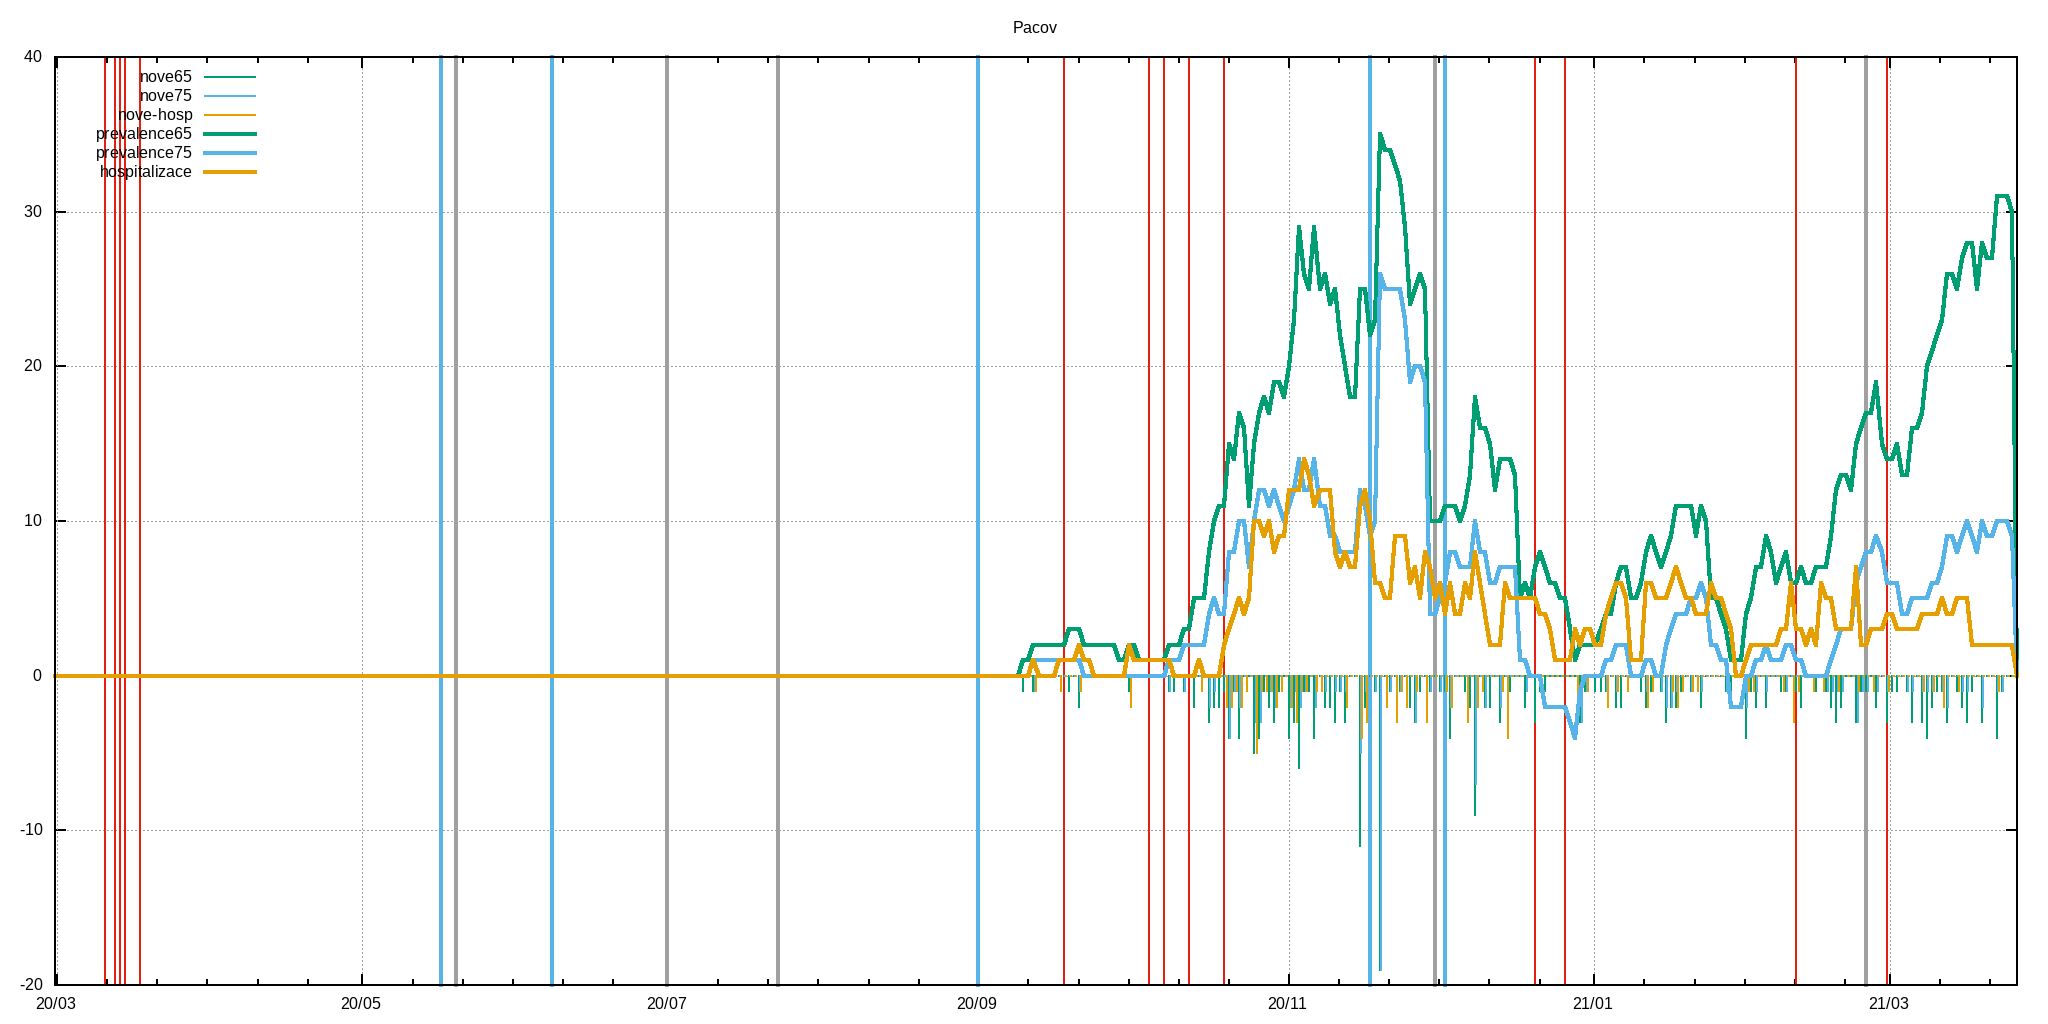 Pacov
40
nove65
nove75
nove-hosp
prevalence65
prevalence75
hospitalizace
30
20
10
0
-10
-20
20/03 20/05 20/07 20/09 20/11 21/01 21/03